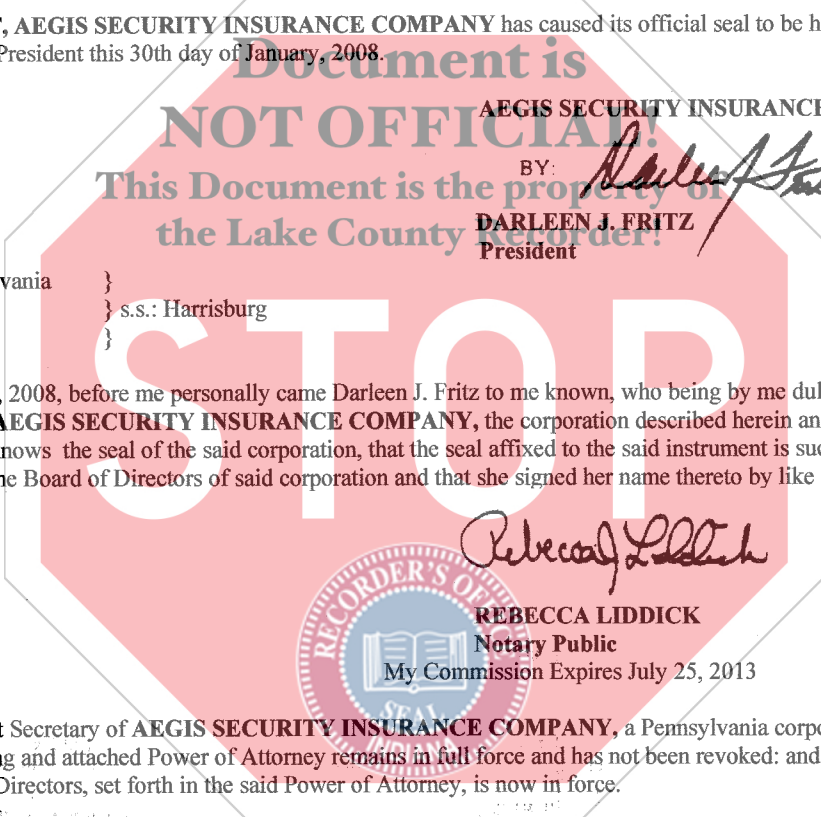 , AEGIS SECURITY INSURANCE COMPANY has caused its official seal to be h
President this 30th day of January, 2008.
Document is
NOT OFFICIAL!
This Document is the property of
the Lake County Recorder!
AEGIS SECURITY INSURANCE
BY: Darleen J. Fritz
DARLEEN J. FRITZ
President
vania }
} s.s.: Harrisburg
}
STOP
, 2008, before me personally came Darleen J. Fritz to me known, who being by me dul
AEGIS SECURITY INSURANCE COMPANY, the corporation described herein an
nows the seal of the said corporation, that the seal affixed to the said instrument is suc
e Board of Directors of said corporation and that she signed her name thereto by like
Rebecca J Liddick
RECORDER'S OFFICE
SEAL
INDIANA
REBECCA LIDDICK
Notary Public
My Commission Expires July 25, 2013
t Secretary of AEGIS SECURITY INSURANCE COMPANY, a Pennsylvania corpo
g and attached Power of Attorney remains in full force and has not been revoked: and
Directors, set forth in the said Power of Attorney, is now in force.